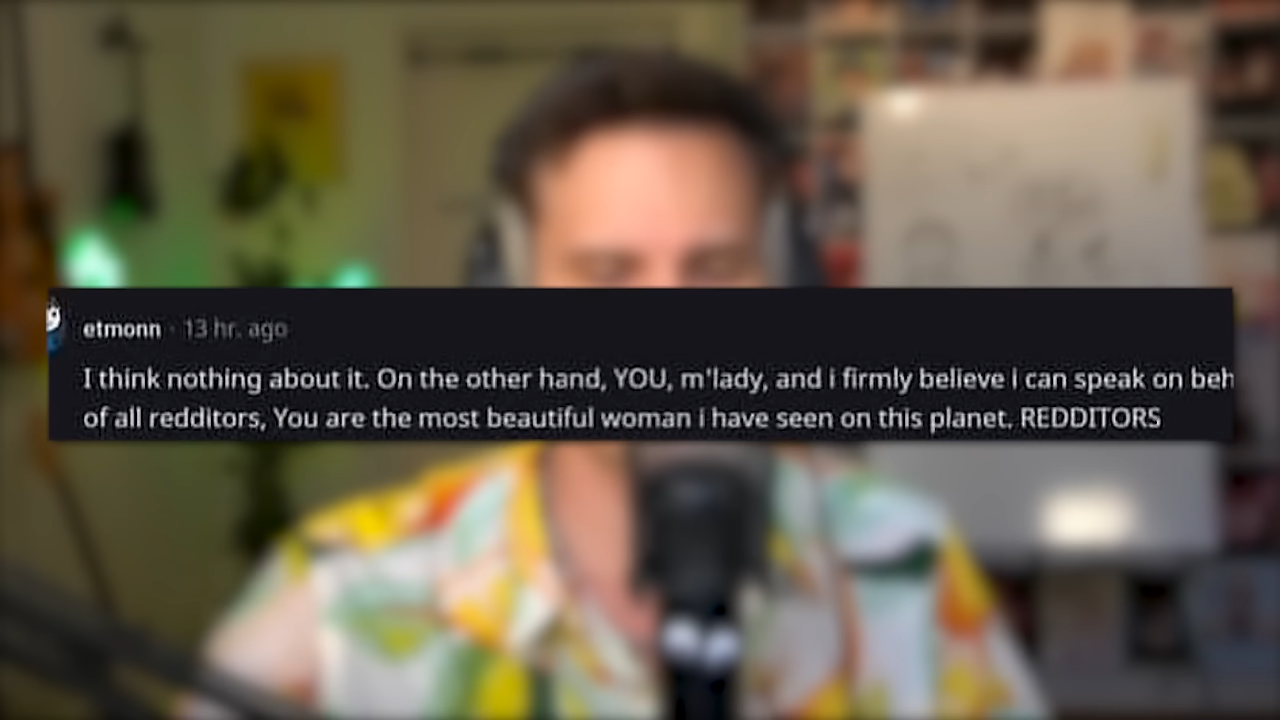 etmonn · 13 hr. ago
I think nothing about it. On the other hand, YOU, m'lady, and i firmly believe i can speak on beh
of all redditors, You are the most beautiful woman i have seen on this planet. REDDITORS